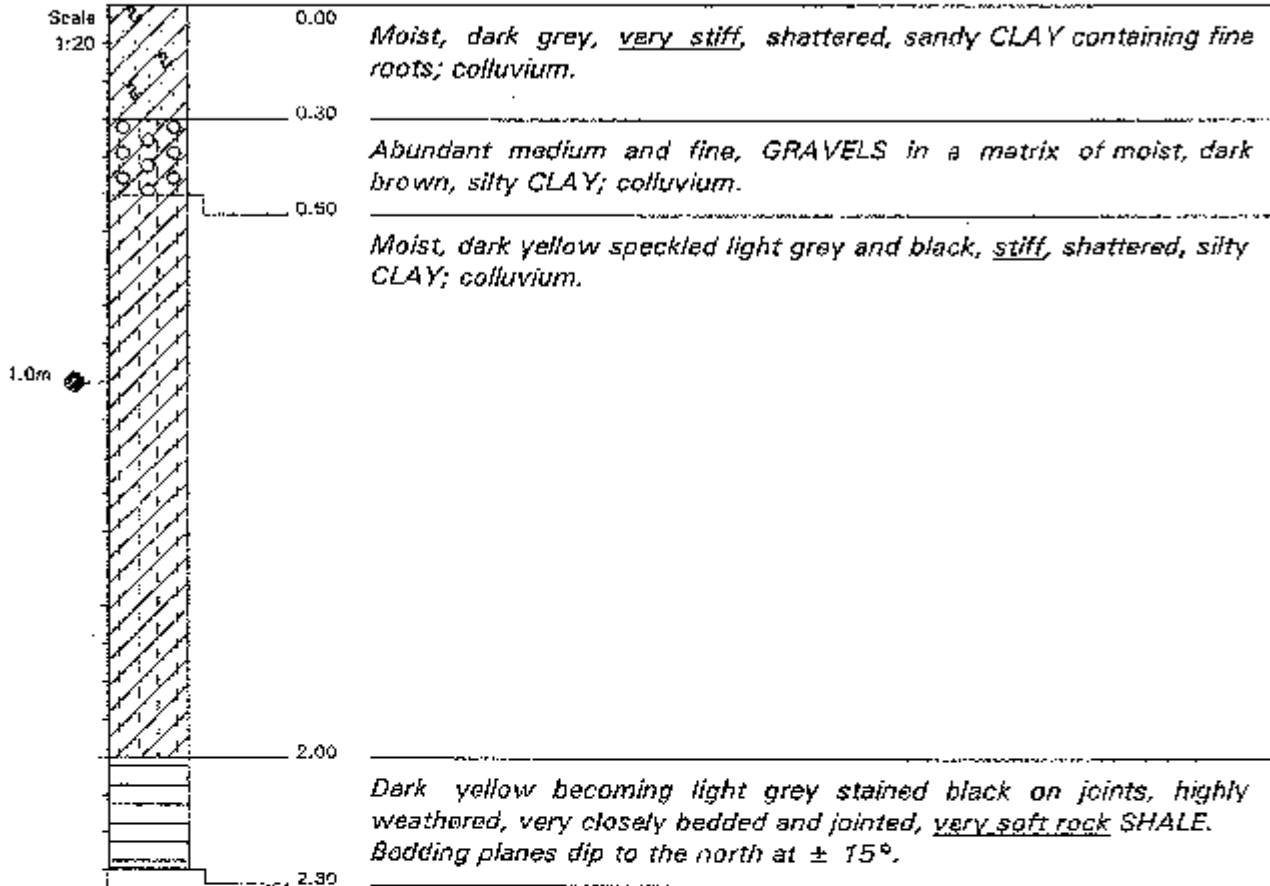 Scale
1:20
0.00
Moist, dark grey, very stiff, shattered, sandy CLAY containing fine
roots; colluvium.
0.30
Abundant medium and fine, GRAVELS in a matrix of moist, dark
brown, silty CLAY; colluvium.
0.50
Moist, dark yellow speckled light grey and black, stiff, shattered, silty
CLAY; colluvium.
1.0m
2.00
Dark yellow becoming light grey stained black on joints, highly
weathered, very closely bedded and jointed, very soft rock SHALE.
Bedding planes dip to the north at ± 15°.
2.30